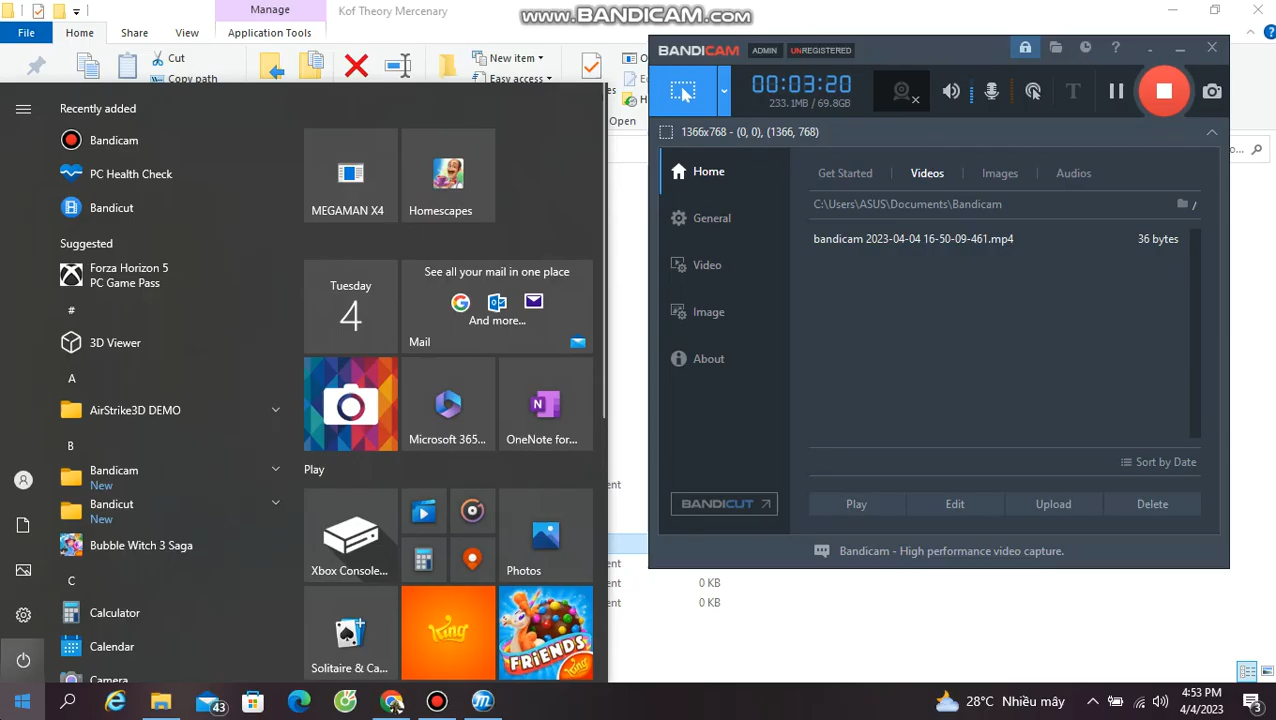 Manage
Kof Theory Mercenary
www.BANDICAM.com
File
Home
Share
View
Application Tools
Cut
Copy path
New item
Easy access
Open
Recently added
Bandicam
PC Health Check
Bandicut
Suggested
Forza Horizon 5
PC Game Pass
#
3D Viewer
A
AirStrike3D DEMO
B
Bandicam
New
Bandicut
New
Bubble Witch 3 Saga
C
Calculator
Calendar
Camera
MEGAMAN X4
Homescapes
Tuesday
4
See all your mail in one place
And more...
Mail
Microsoft 365...
OneNote for...
Play
Xbox Console...
Photos
Solitaire & Ca...
King
FRIENDS
King
BANDICAM
ADMIN
UNREGISTERED
00:03:20
233.1MB / 69.8GB
1366x768 - (0, 0), (1366, 768)
Home
General
Video
Image
About
BANDICUT
Get Started
Videos
Images
Audios
C:\Users\ASUS\Documents\Bandicam
bandicam 2023-04-04 16-50-09-461.mp4
36 bytes
Sort by Date
Play
Edit
Upload
Delete
Bandicam - High performance video capture.
ent
ent
0 KB
ent
0 KB
43
28°C Nhiều mây
4:53 PM
4/4/2023
3